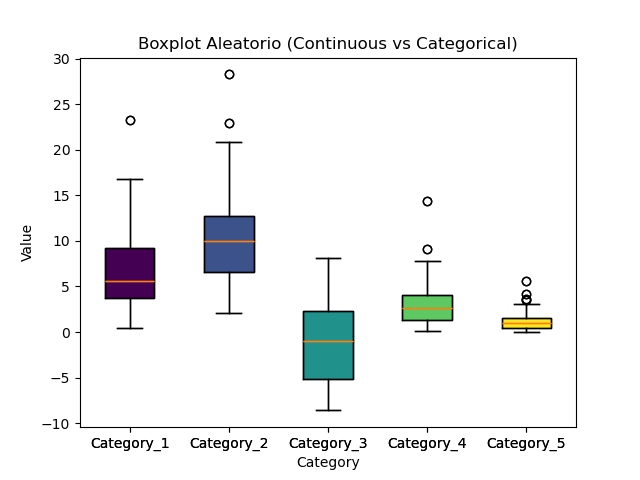 Boxplot Aleatorio (Continuous vs Categorical)
30
25
20
15
10
5
0
−5
−10
Value
Category_1 Category_2 Category_3 Category_4 Category_5
Category